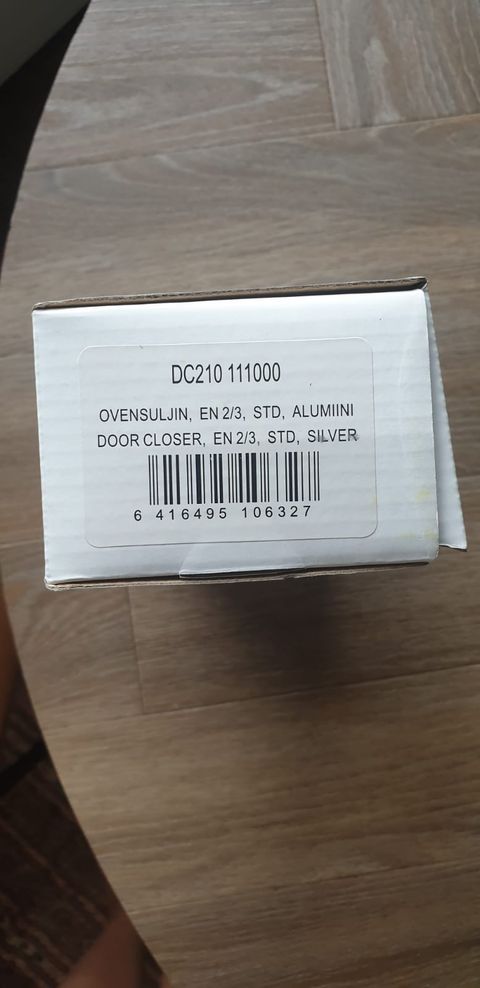 DC210 111000
OVENSULJIN, EN 2/3, STD, ALUMIINI
DOOR CLOSER, EN 2/3, STD, SILVER
6 416495 106327